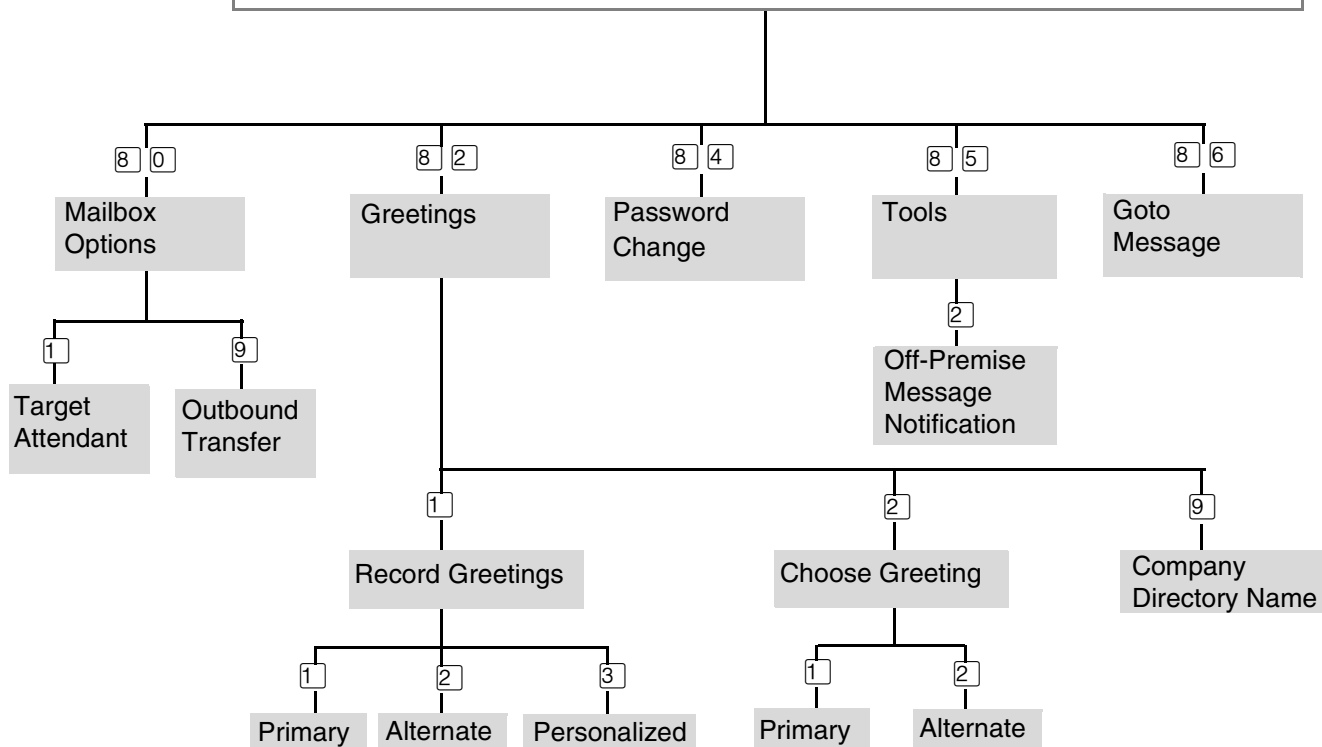 8 0
8 2
8 4
8 5
8 6
Mailbox
Options
Greetings
Password
Change
Tools
Goto
Message
1
9
2
Target
Attendant
Outbound
Transfer
Off-Premise
Message
Notification
1
2
9
Record Greetings
Choose Greeting
Company
Directory Name
1
2
3
1
2
Primary
Alternate
Personalized
Primary
Alternate